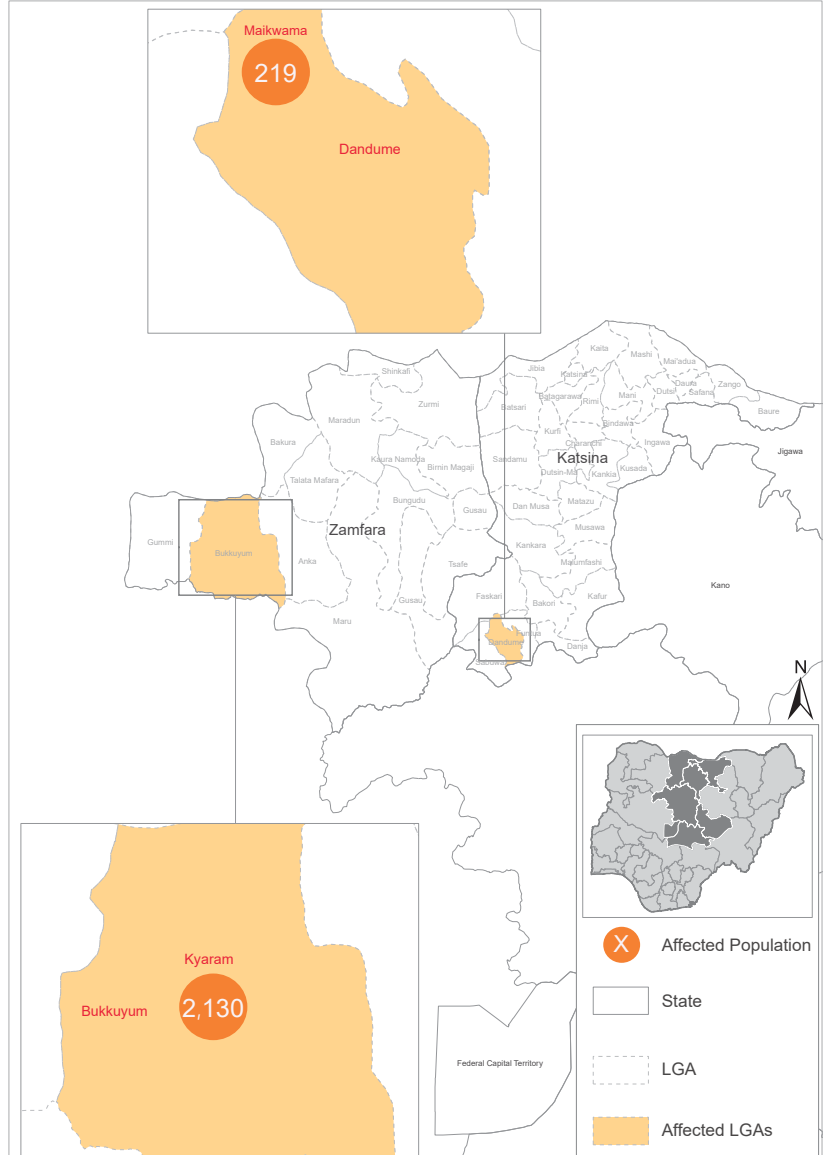 Maikwama
219
Dandume
Kaita
Mashi
Mai'adua
Shinkafi
Jibia
Katsina
Daura
Zango
Zurmi
Batsari
Batagarawa
Rimi
Mani
Dutsi
Safana
Baure
Maradun
Kurfi
Bindawa
Bakura
Charanchi
Ingawa
Jigawa
Kaura Namoda
Birnin Magaji
Sandamu
Katsina
Kusada
Talata Mafara
Dutsin-Ma
Kankia
Bungudu
Gusau
Dan Musa
Matazu
Zamfara
Musawa
Gummi
Bukkuyum
Anka
Kankara
Tsafe
Malumfashi
Kano
Gusau
Faskari
Bakori
Kafur
Maru
Funtua
Dandume
Danja
Sabuwa
N
Kyaram
2,130
Bukkuyum
Federal Capital Territory
X
Affected Population
State
LGA
Affected LGAs